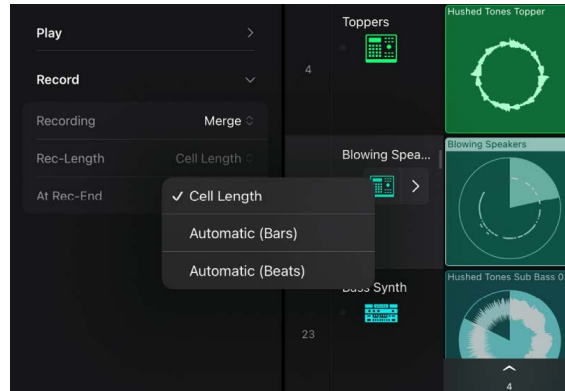 Play
Record
Recording
Merge
Rec-Length
Cell Length
At Rec-End
Cell Length
Automatic (Bars)
Automatic (Beats)
4
Toppers
Blowing Spea...
Bass Synth
23
Hushed Tones Topper
Blowing Speakers
Hushed Tones Sub Bass 0
4